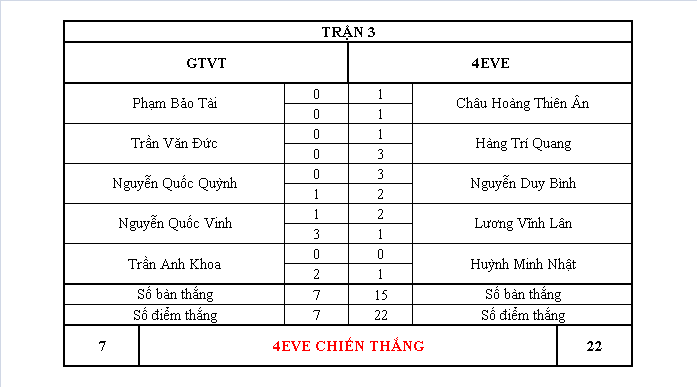 TRẬN 3
GTVT 4EVE
Phạm Bảo Tài 0 1 Châu Hoàng Thiên Ân
0 1
Trần Văn Đức 0 1 Hàng Trí Quang
0 3
Nguyễn Quốc Quỳnh 0 3 Nguyễn Duy Bình
1 2
Nguyễn Quốc Vinh 1 2 Lương Vĩnh Lân
3 1
Trần Anh Khoa 0 0 Huỳnh Minh Nhật
2 1
Số bàn thắng 7 15 Số bàn thắng
Số điểm thắng 7 22 Số điểm thắng
7 4EVE CHIẾN THẮNG 22